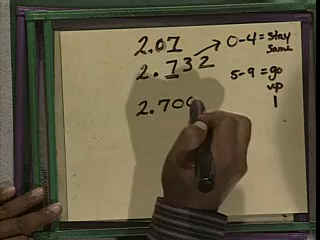 2.07
2.732
2.700
0-4 = stay
same
5-9 = go
up
1